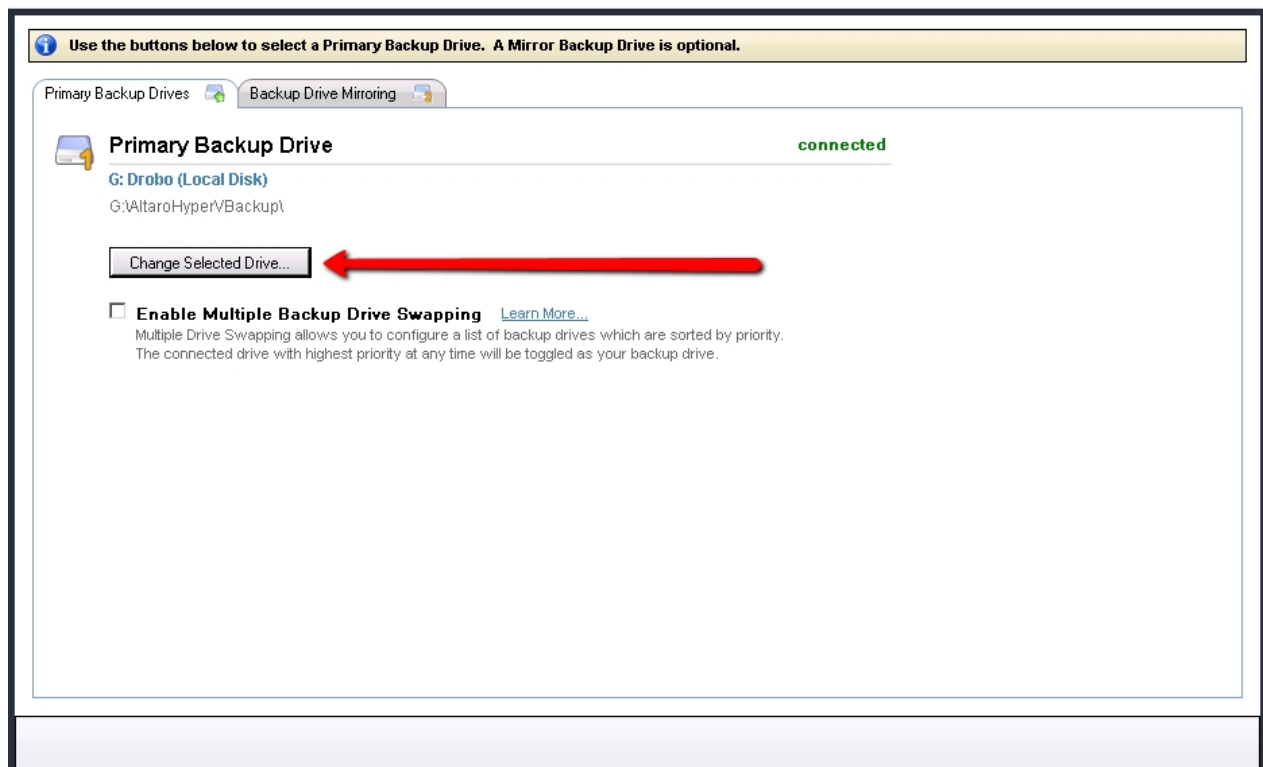 Use the buttons below to select a Primary Backup Drive. A Mirror Backup Drive is optional.
Primary Backup Drives
Backup Drive Mirroring
Primary Backup Drive
connected
G: Drobo (Local Disk)
G:\AltaroHyperVBackup\
Change Selected Drive...
Enable Multiple Backup Drive Swapping Learn More...
Multiple Drive Swapping allows you to configure a list of backup drives which are sorted by priority.
The connected drive with highest priority at any time will be toggled as your backup drive.